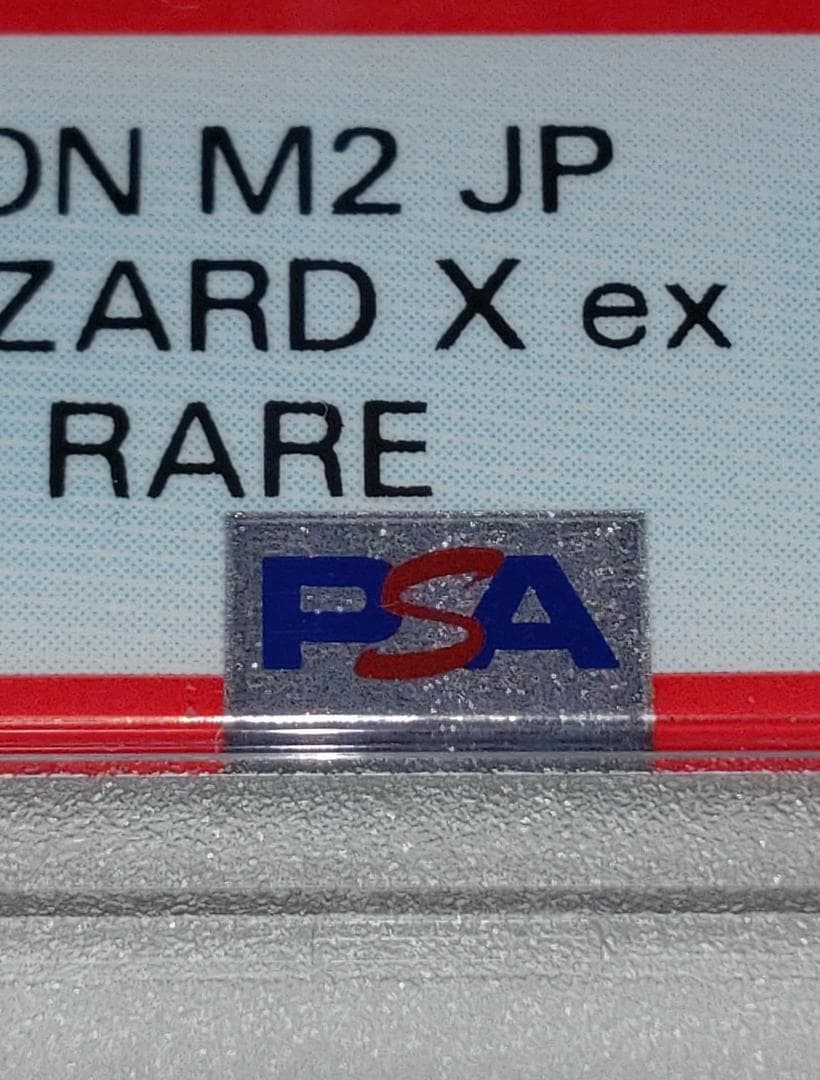 ON M2 JP
ZARD X ex
RARE
PSA